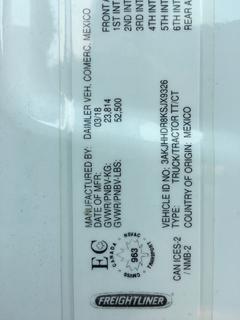 MANUFACTURED BY: DAIMLER VEH. COMERC. MEXICO
DATE OF MFR: 03/18
GVWR/PNBV-KG: 23,814
GVWR/PNBV-LBS: 52,500
FRONT A
1ST INT
2ND INT
3RD INT
4TH INT
5TH INT
6TH INT
REAR A
VEHICLE ID NO.: 3AKJHHDR8KSJX9326
TYPE: TRUCK/TRACTOR TT/CT
COUNTRY OF ORIGIN: MEXICO
EC
CANADA
963
CAN ICES-2
/ NMB-2
FREIGHTLINER